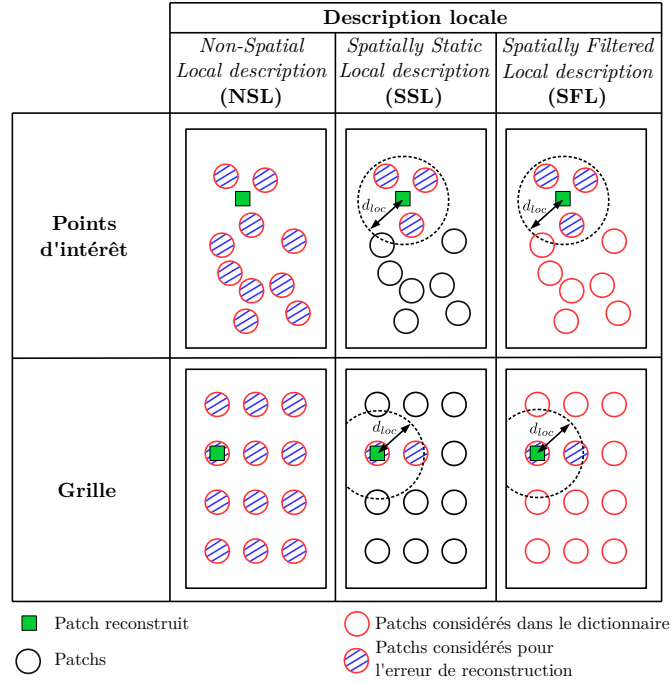 Description locale
Non-Spatial
Local description
(NSL)
Spatially Static
Local description
(SSL)
Spatially Filtered
Local description
(SFL)
Points
d'intérêt
d_loc
d_loc
Grille
d_loc
d_loc
Patch reconstruit
Patchs
Patchs considérés dans le dictionnaire
Patchs considérés pour
l'erreur de reconstruction